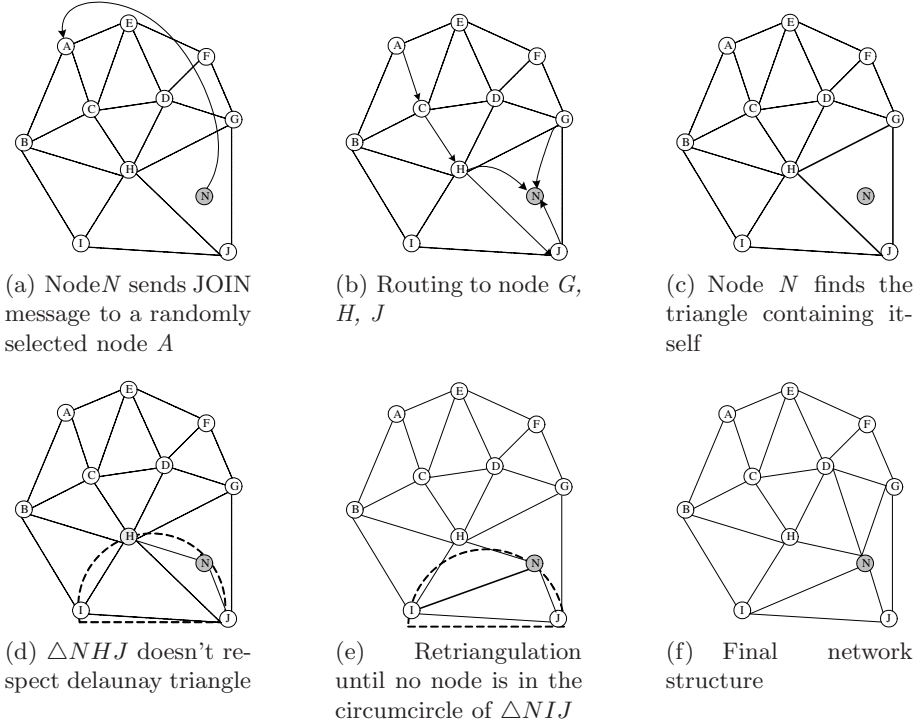 E
A
F
C
D
G
B
H
N
I
J
(a) NodeN sends JOIN
message to a randomly
selected node A
E
A
F
C
D
G
B
H
N
I
J
(b) Routing to node G,
H, J
E
A
F
C
D
G
B
H
N
I
J
(c) Node N finds the
triangle containing it-
self
E
A
F
C
D
G
B
H
N
I
J
(d) △NHJ doesn't re-
spect delaunay triangle
E
A
F
C
D
G
B
H
N
I
J
(e) Retriangulation
until no node is in the
circumcircle of △NIJ
E
A
F
C
D
G
B
H
N
I
J
(f) Final network
structure